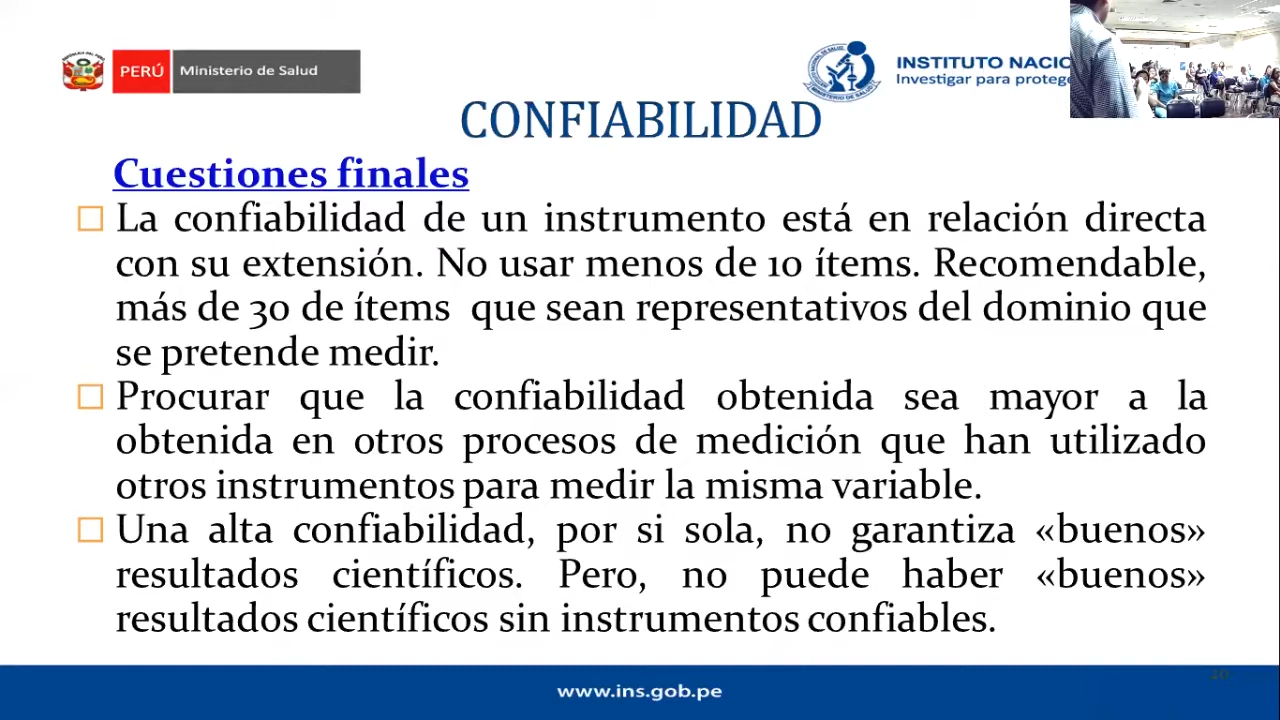 PERÚ
Ministerio de Salud
INSTITUTO NACIO
Investigar para protege
CONFIABILIDAD
Cuestiones finales
La confiabilidad de un instrumento está en relación directa
con su extensión. No usar menos de 10 ítems. Recomendable,
más de 30 de ítems que sean representativos del dominio que
se pretende medir.
Procurar que la confiabilidad obtenida sea mayor a la
obtenida en otros procesos de medición que han utilizado
otros instrumentos para medir la misma variable.
Una alta confiabilidad, por si sola, no garantiza «buenos»
resultados científicos. Pero, no puede haber «buenos»
resultados científicos sin instrumentos confiables.
www.ins.gob.pe